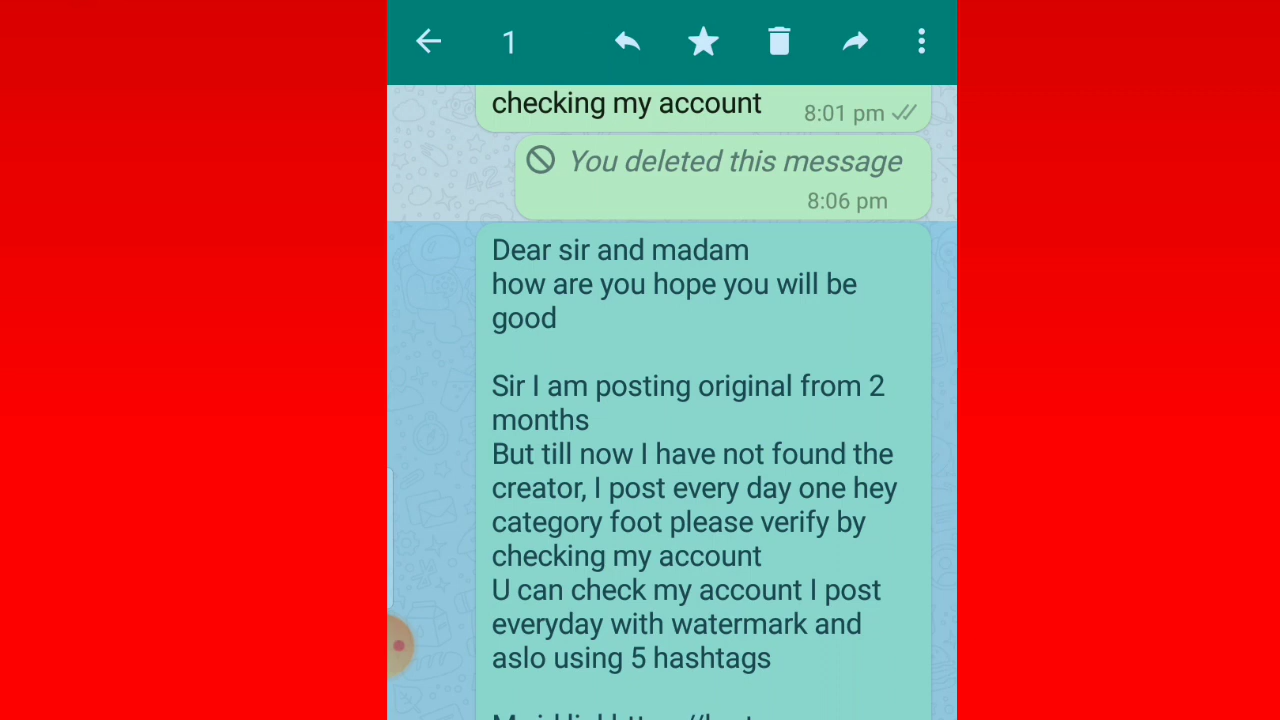 1
checking my account
8:01 pm
You deleted this message
8:06 pm
Dear sir and madam
how are you hope you will be
good
Sir I am posting original from 2
months
But till now I have not found the
creator, I post every day one hey
category foot please verify by
checking my account
U can check my account I post
everyday with watermark and
aslo using 5 hashtags